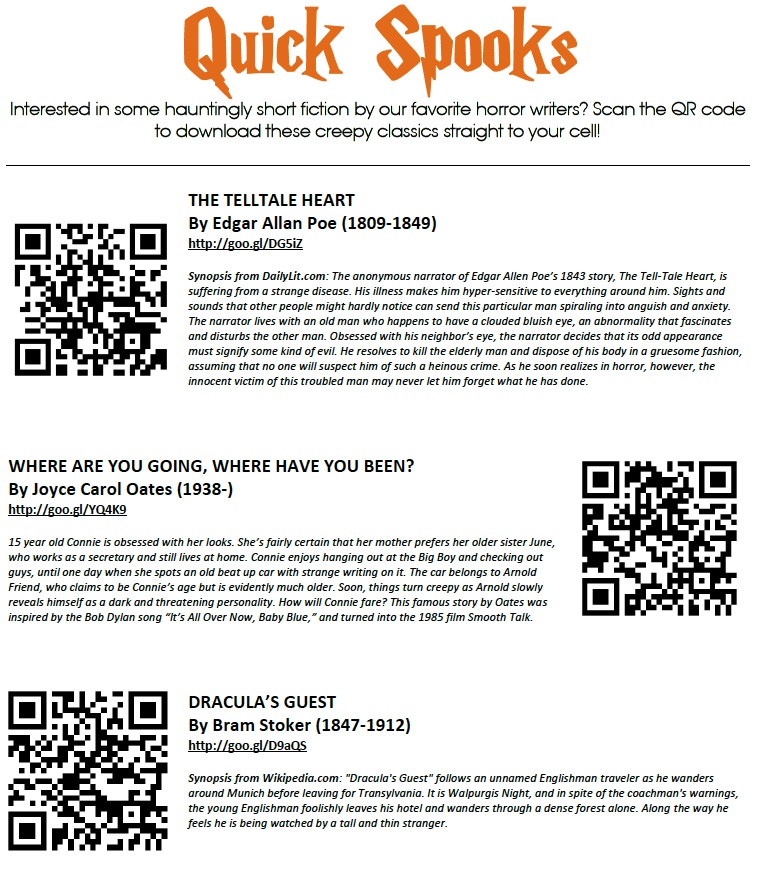 Quick Spooks
Interested in some hauntingly short fiction by our favorite horror writers? Scan the QR code
to download these creepy classics straight to your cell!
THE TELLTALE HEART
By Edgar Allan Poe (1809-1849)
http://goo.gl/DG5iZ
Synopsis from DailyLit.com: The anonymous narrator of Edgar Allen Poe's 1843 story, The Tell-Tale Heart, is
suffering from a strange disease. His illness makes him hyper-sensitive to everything around him. Sights and
sounds that other people might hardly notice can send this particular man spiraling into anguish and anxiety.
The narrator lives with an old man who happens to have a clouded bluish eye, an abnormality that fascinates
and disturbs the other man. Obsessed with his neighbor's eye, the narrator decides that its odd appearance
must signify some kind of evil. He resolves to kill the elderly man and dispose of his body in a gruesome fashion,
assuming that no one will suspect him of such a heinous crime. As he soon realizes in horror, however, the
innocent victim of this troubled man may never let him forget what he has done.
WHERE ARE YOU GOING, WHERE HAVE YOU BEEN?
By Joyce Carol Oates (1938-)
http://goo.gl/YQ4K9
15 year old Connie is obsessed with her looks. She's fairly certain that her mother prefers her older sister June,
who works as a secretary and still lives at home. Connie enjoys hanging out at the Big Boy and checking out
guys, until one day when she spots an old beat up car with strange writing on it. The car belongs to Arnold
Friend, who claims to be Connie's age but is evidently much older. Soon, things turn creepy as Arnold slowly
reveals himself as a dark and threatening personality. How will Connie fare? This famous story by Oates was
inspired by the Bob Dylan song “It's All Over Now, Baby Blue,” and turned into the 1985 film Smooth Talk.
DRACULA'S GUEST
By Bram Stoker (1847-1912)
http://goo.gl/D9aQS
Synopsis from Wikipedia.com: "Dracula's Guest" follows an unnamed Englishman traveler as he wanders
around Munich before leaving for Transylvania. It is Walpurgis Night, and in spite of the coachman's warnings,
the young Englishman foolishly leaves his hotel and wanders through a dense forest alone. Along the way he
feels he is being watched by a tall and thin stranger.